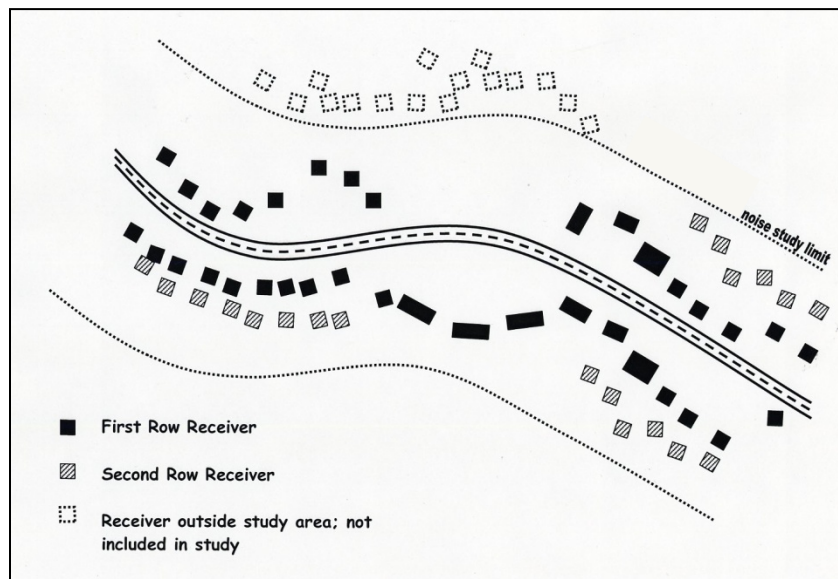 noise study limit
First Row Receiver
Second Row Receiver
Receiver outside study area; not
included in study